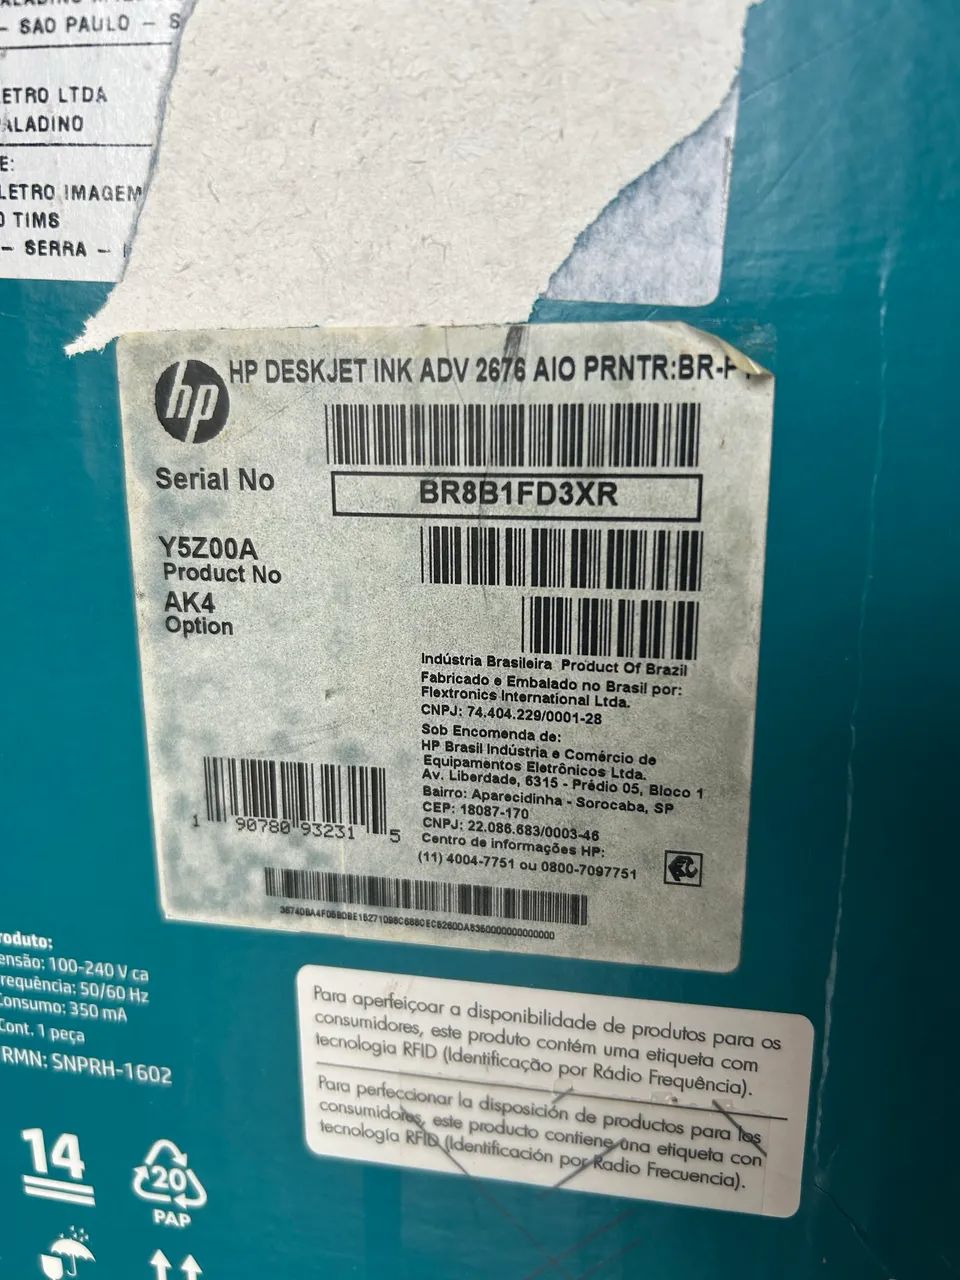 - SAO PAULO - S
ETRO LTDA
ALADINO
E:
LETRO IMAGEM
O TIMS
- SERRA -
hp
HP DESKJET INK ADV 2676 AIO PRNTR:BR-
Serial No
BR8B1FD3XR
Y5Z00A
Product No
AK4
Option
Indústria Brasileira Product Of Brazil
Fabricado e Embalado no Brasil por:
Flextronics International Ltda.
CNPJ: 74.404.229/0001-28
Sob Encomenda de:
HP Brasil Indústria e Comércio de
Equipamentos Eletrônicos Ltda.
Av. Liberdade, 6315 - Prédio 05, Bloco 1
Bairro: Aparecidinha - Sorocaba, SP
CEP: 18087-170
CNPJ: 22.086.683/0003-46
Centro de informações HP:
(11) 4004-7751 ou 0800-7097751
1 90780 93231 5
roduto:
ensão: 100-240 V ca
requência: 50/60 Hz
onsumo: 350 mA
Cont. 1 peça
RMN: SNPRH-1602
Para aperfeiçoar a disponibilidade de produtos para os
consumidores, este produto contém uma etiqueta com
tecnologia RFID (Identificação por Rádio Frequência).
Para perfeccionar la disposición de productos para los
consumidores, este producto contiene una etiqueta con
tecnología RFID (Identificación por Radio Frecuencia).
14
20
PAP